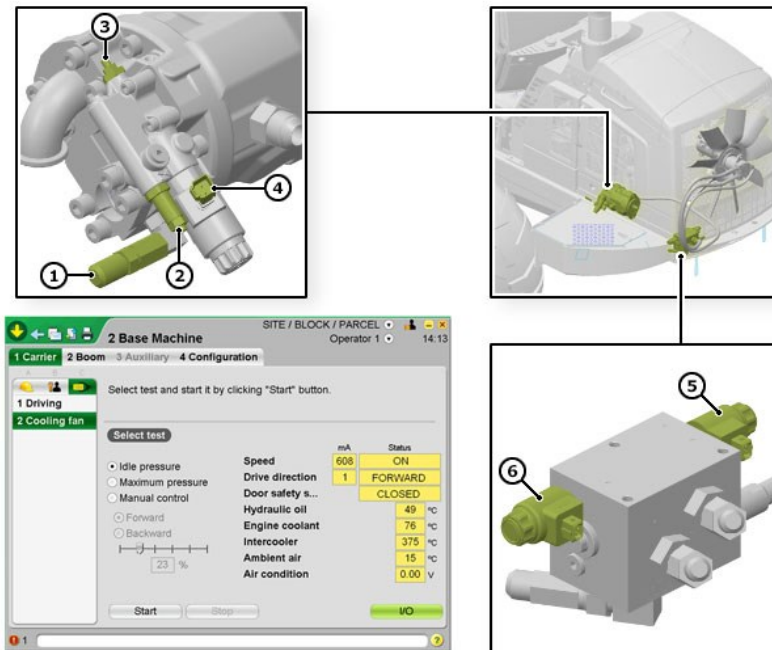 3
4
1
2
5
6
SITE / BLOCK / PARCEL
2 Base Machine
Operator 1
14:13
1 Carrier 2 Boom 3 Auxiliary 4 Configuration
A B C
1 Driving
2 Cooling fan
Select test and start it by clicking "Start" button.
Select test
mA Status
Idle pressure
Maximum pressure
Manual control
Forward
Backward
23 %
Speed 608 ON
Drive direction 1 FORWARD
Door safety s... CLOSED
Hydraulic oil 49 °C
Engine coolant 76 °C
Intercooler 375 °C
Ambient air 15 °C
Air condition 0.00 V
Start Stop I/O
1 ?